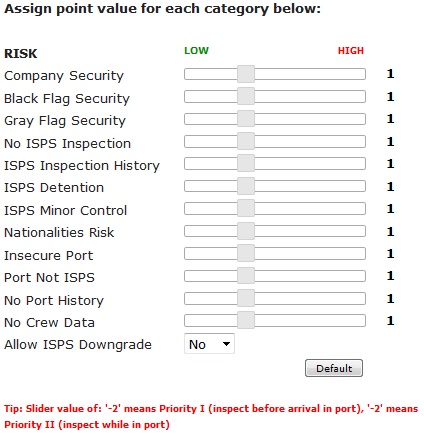 Assign point value for each category below:
RISK LOW HIGH
Company Security 1
Black Flag Security 1
Gray Flag Security 1
No ISPS Inspection 1
ISPS Inspection History 1
ISPS Detention 1
ISPS Minor Control 1
Nationalities Risk 1
Insecure Port 1
Port Not ISPS 1
No Port History 1
No Crew Data 1
Allow ISPS Downgrade No
Default
Tip: Slider value of: '-2' means Priority I (inspect before arrival in port), '-2' means
Priority II (inspect while in port)